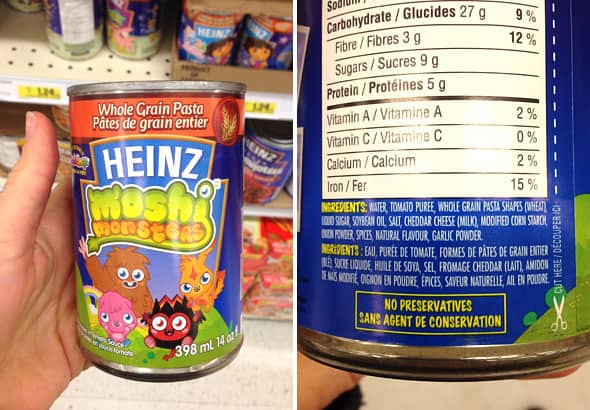 1.24
1.24
HEINZ
Whole Grain Pasta
Pâtes de grain entier
HEINZ
moshi
monsters
Tomato Sauce
sauce tomate
398 mL 14 oz
Carbohydrate / Glucides 27 g 9 %
Fibre / Fibres 3 g 12 %
Sugars / Sucres 9 g
Protein / Protéines 5 g
Vitamin A / Vitamine A 2 %
Vitamin C / Vitamine C 0 %
Calcium / Calcium 2 %
Iron / Fer 15 %
INGREDIENTS: WATER, TOMATO PUREE, WHOLE GRAIN PASTA SHAPES (WHEAT),
LIQUID SUGAR, SOYBEAN OIL, SALT, CHEDDAR CHEESE (MILK), MODIFIED CORN STARCH,
ONION POWDER, SPICES, NATURAL FLAVOUR, GARLIC POWDER.
INGRÉDIENTS : EAU, PURÉE DE TOMATE, FORMES DE PÂTES DE GRAIN ENTIER
(BLÉ), SUCRE LIQUIDE, HUILE DE SOYA, SEL, FROMAGE CHEDDAR (LAIT), AMIDON
DE MAÏS MODIFIÉ, OIGNON EN POUDRE, ÉPICES, SAVEUR NATURELLE, AIL EN POUDRE.
NO PRESERVATIVES
SANS AGENT DE CONSERVATION
CUT HERE / DÉCOUPER ICI